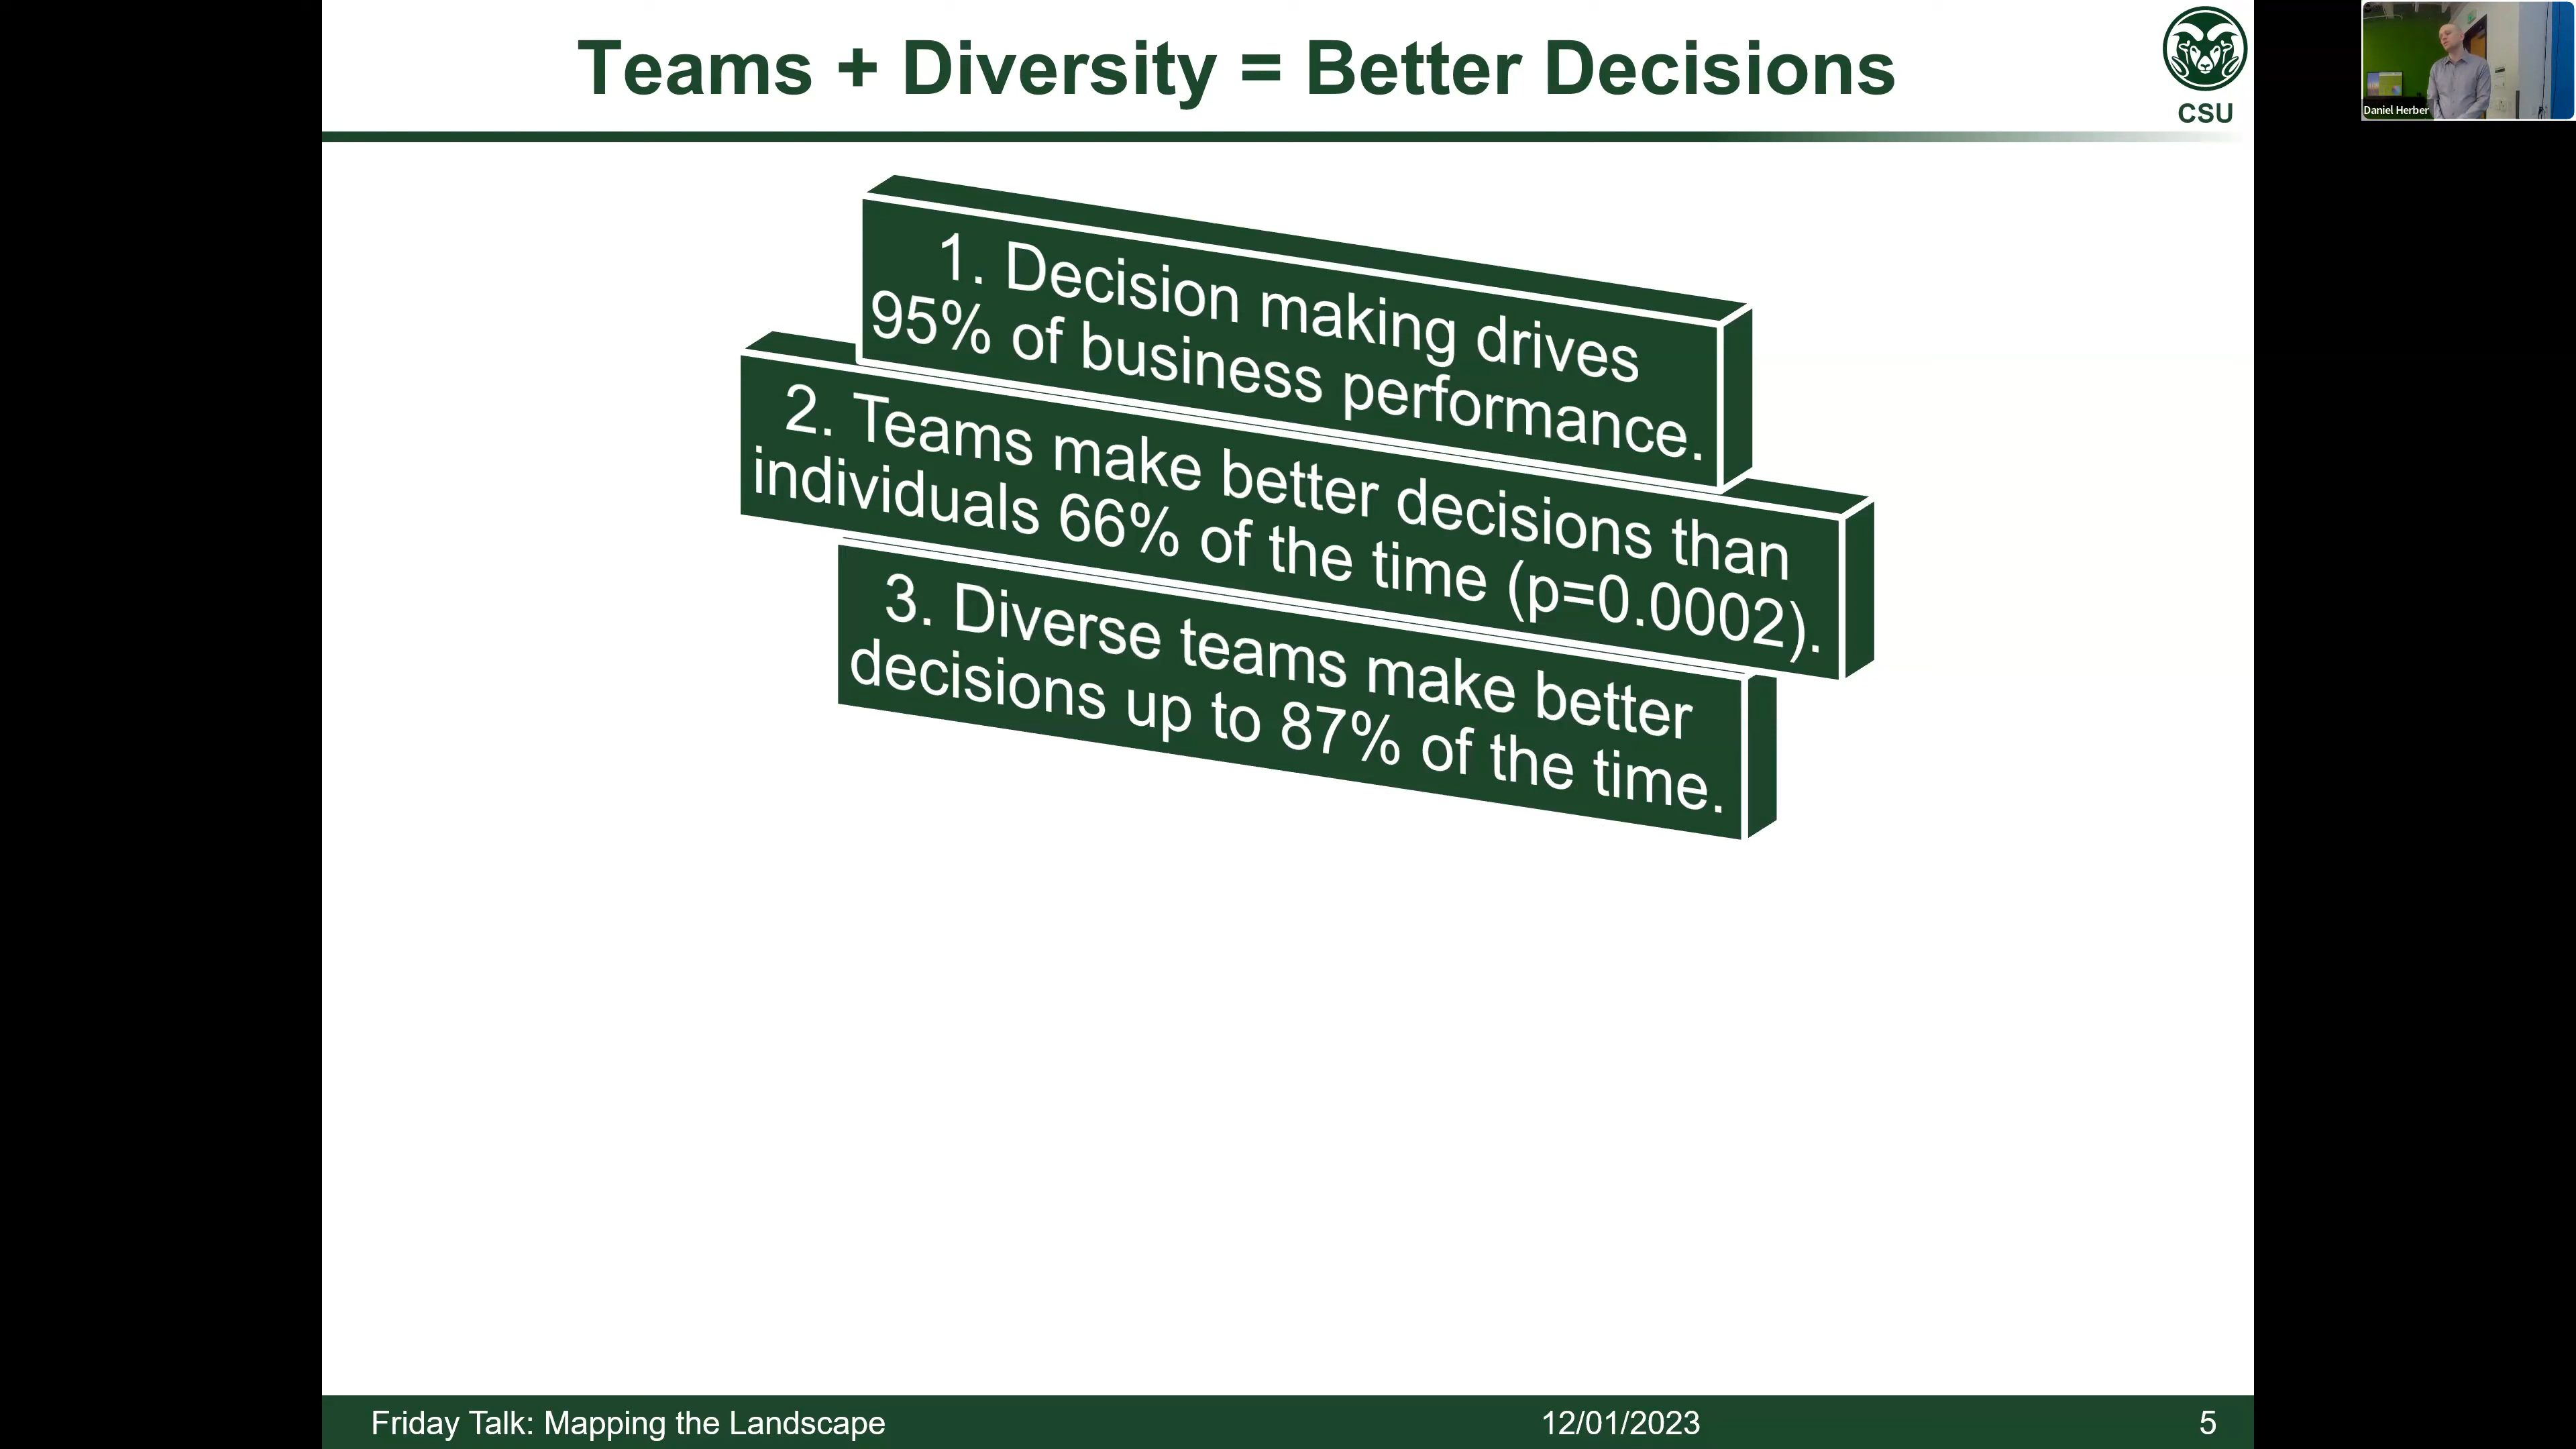 Teams + Diversity = Better Decisions
CSU
Daniel Herber
1. Decision making drives
95% of business performance.
2. Teams make better decisions than
individuals 66% of the time (p=0.0002).
3. Diverse teams make better
decisions up to 87% of the time.
Friday Talk: Mapping the Landscape
12/01/2023
5